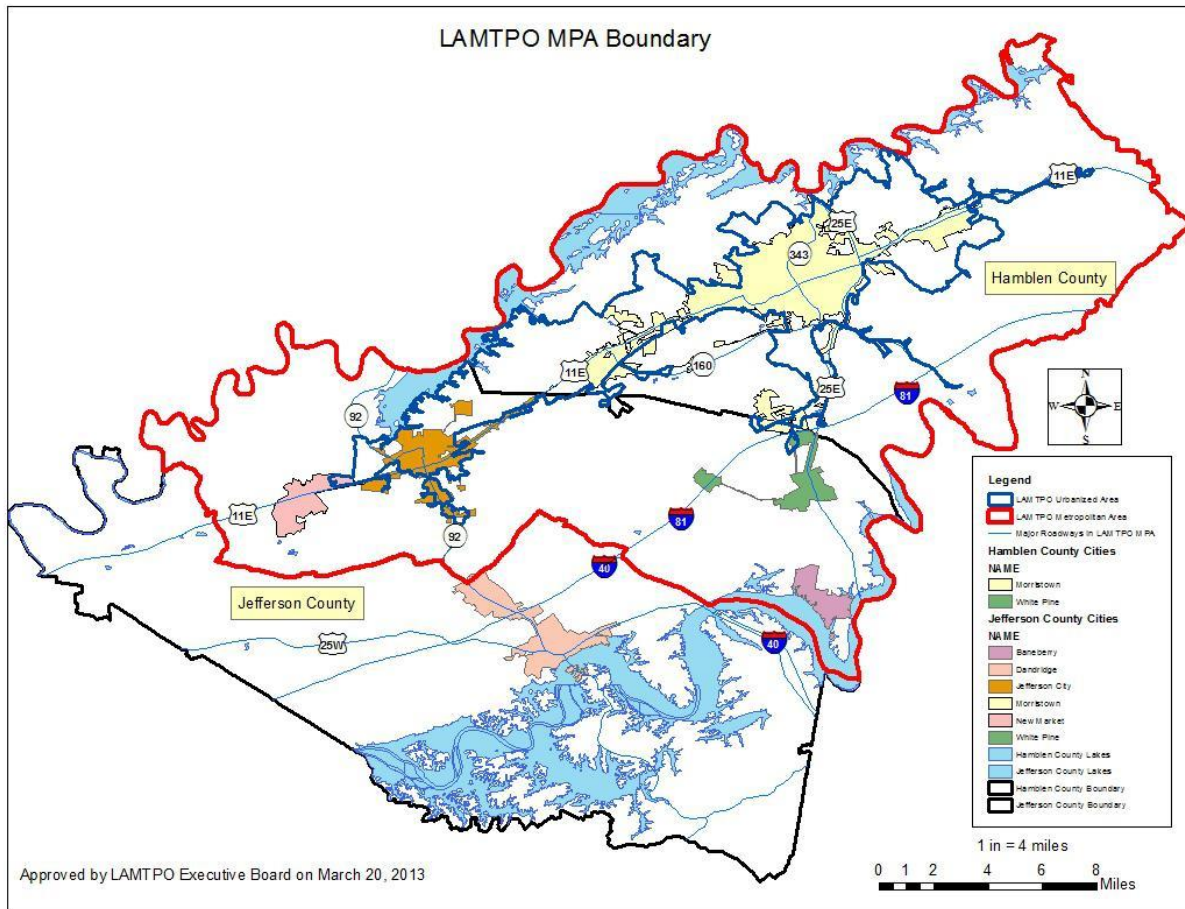 LAMTPO MPA Boundary
11E
25E
343
Hamblen County
11E
160
25E
81
92
N
W E
S
11E
92
81
40
Jefferson County
25W
40
Legend
LAMTPO Urbanized Area
LAMTPO Metropolitan Area
Major Roadways in LAMTPO MPA
Hamblen County Cities
NAME
Morristown
White Pine
Jefferson County Cities
NAME
Baneberry
Dandridge
Jefferson City
Morristown
New Market
White Pine
Hamblen County Lakes
Jefferson County Lakes
Hamblen County Boundary
Jefferson County Boundary
1 in = 4 miles
0 1 2 4 6 8
Miles
Approved by LAMTPO Executive Board on March 20, 2013